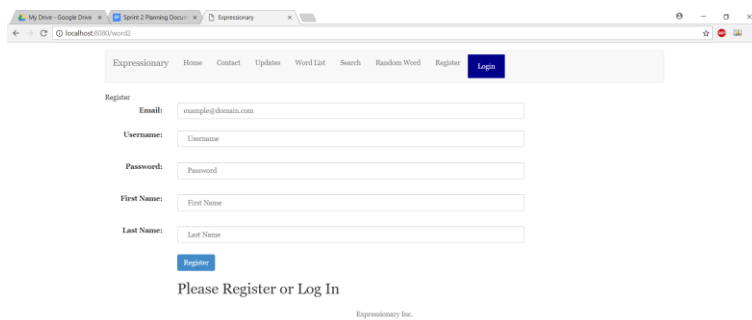 My Drive - Google Drive
Sprint 2 Planning Docun
Expressionary
localhost:8080/word2
Expressionary Home Contact Updates Word List Search Random Word Register Login
Register
Email: example@domain.com
Username: Username
Password: Password
First Name: First Name
Last Name: Last Name
Register
Please Register or Log In
Expressionary Inc.